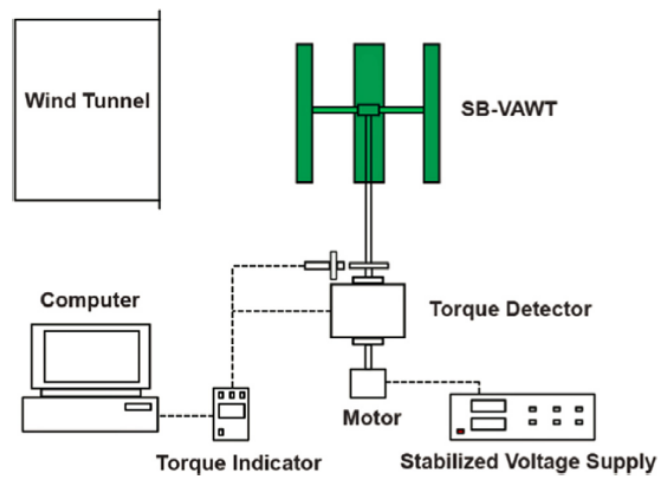 Wind Tunnel
SB-VAWT
Computer
Torque Detector
Motor
Torque Indicator
Stabilized Voltage Supply